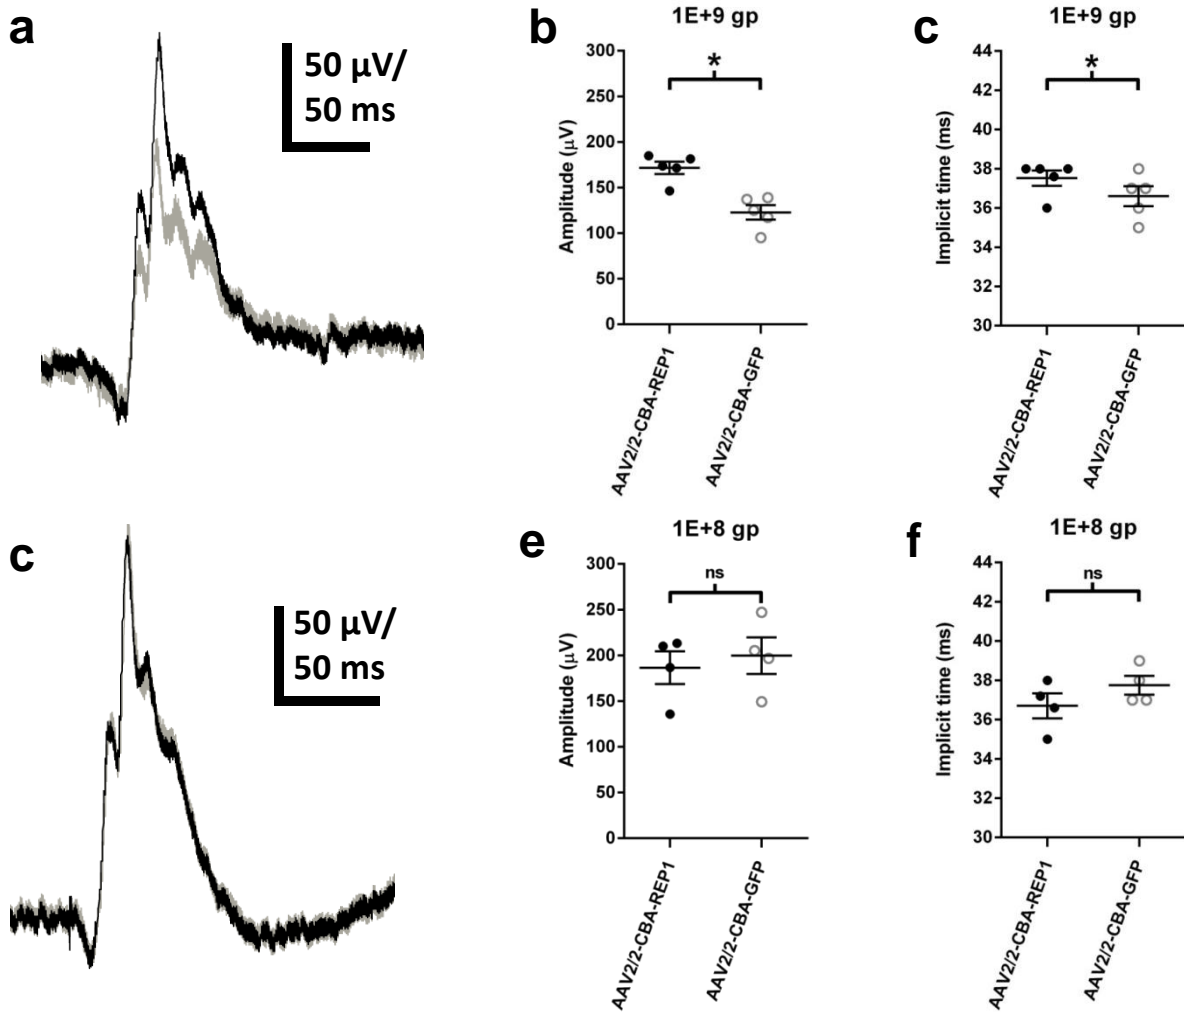 a
50 µV/
50 ms
b
1E+9 gp
Amplitude (µV)
300
250
200
150
100
50
0
*
AAV2/2-CBA-REP1
AAV2/2-CBA-GFP
c
1E+9 gp
Implicit time (ms)
44
42
40
38
36
34
32
30
*
AAV2/2-CBA-REP1
AAV2/2-CBA-GFP
c
50 µV/
50 ms
e
1E+8 gp
Amplitude (µV)
300
250
200
150
100
50
0
ns
AAV2/2-CBA-REP1
AAV2/2-CBA-GFP
f
1E+8 gp
Implicit time (ms)
44
42
40
38
36
34
32
30
ns
AAV2/2-CBA-REP1
AAV2/2-CBA-GFP